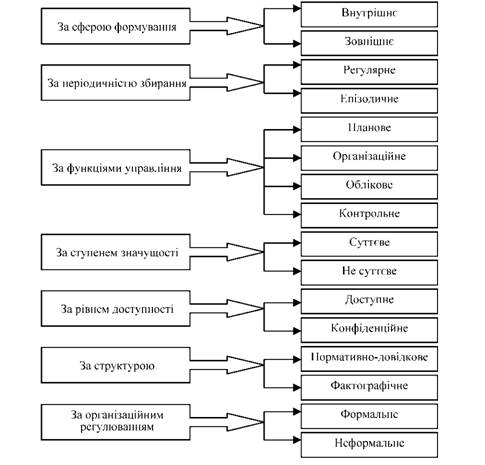 За сферою формування
Внутрішнє
Зовнішнє
За періодичністю збирання
Регулярне
Епізодичне
За функціями управління
Планове
Організаційне
Облікове
Контрольне
За ступенем значущості
Суттєве
Не суттєве
За рівнем доступності
Доступне
Конфіденційне
За структурою
Нормативно-довідкове
Фактографічне
За організаційним
регулюванням
Формальне
Неформальне